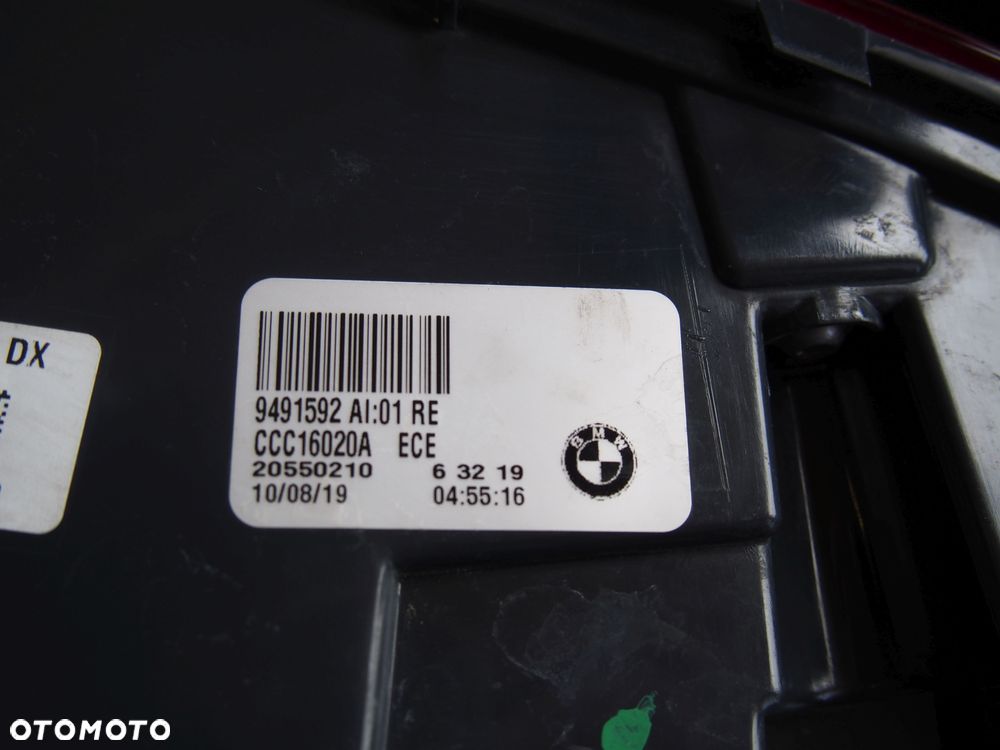 DX
9491592 AI:01 RE
CCC16020A ECE
20550210 6 32 19
10/08/19 04:55:16
BMW
OTOMOTO